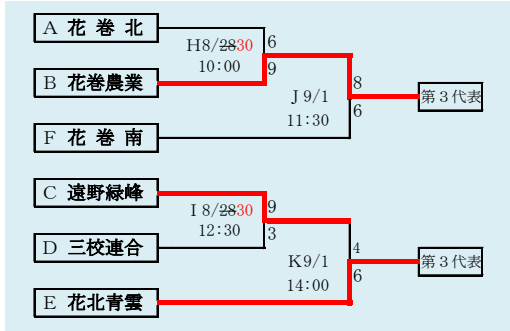 A 花 巻 北
6
H8/2830
10:00
9
B 花巻農業
8
J 9/1
第３代表
6
11:30
F 花 巻 南
C 遠野緑峰
9
I 8/2830
12:30
3
D 三校連合
4
K9/1
第３代表
6
14:00
E 花北青雲